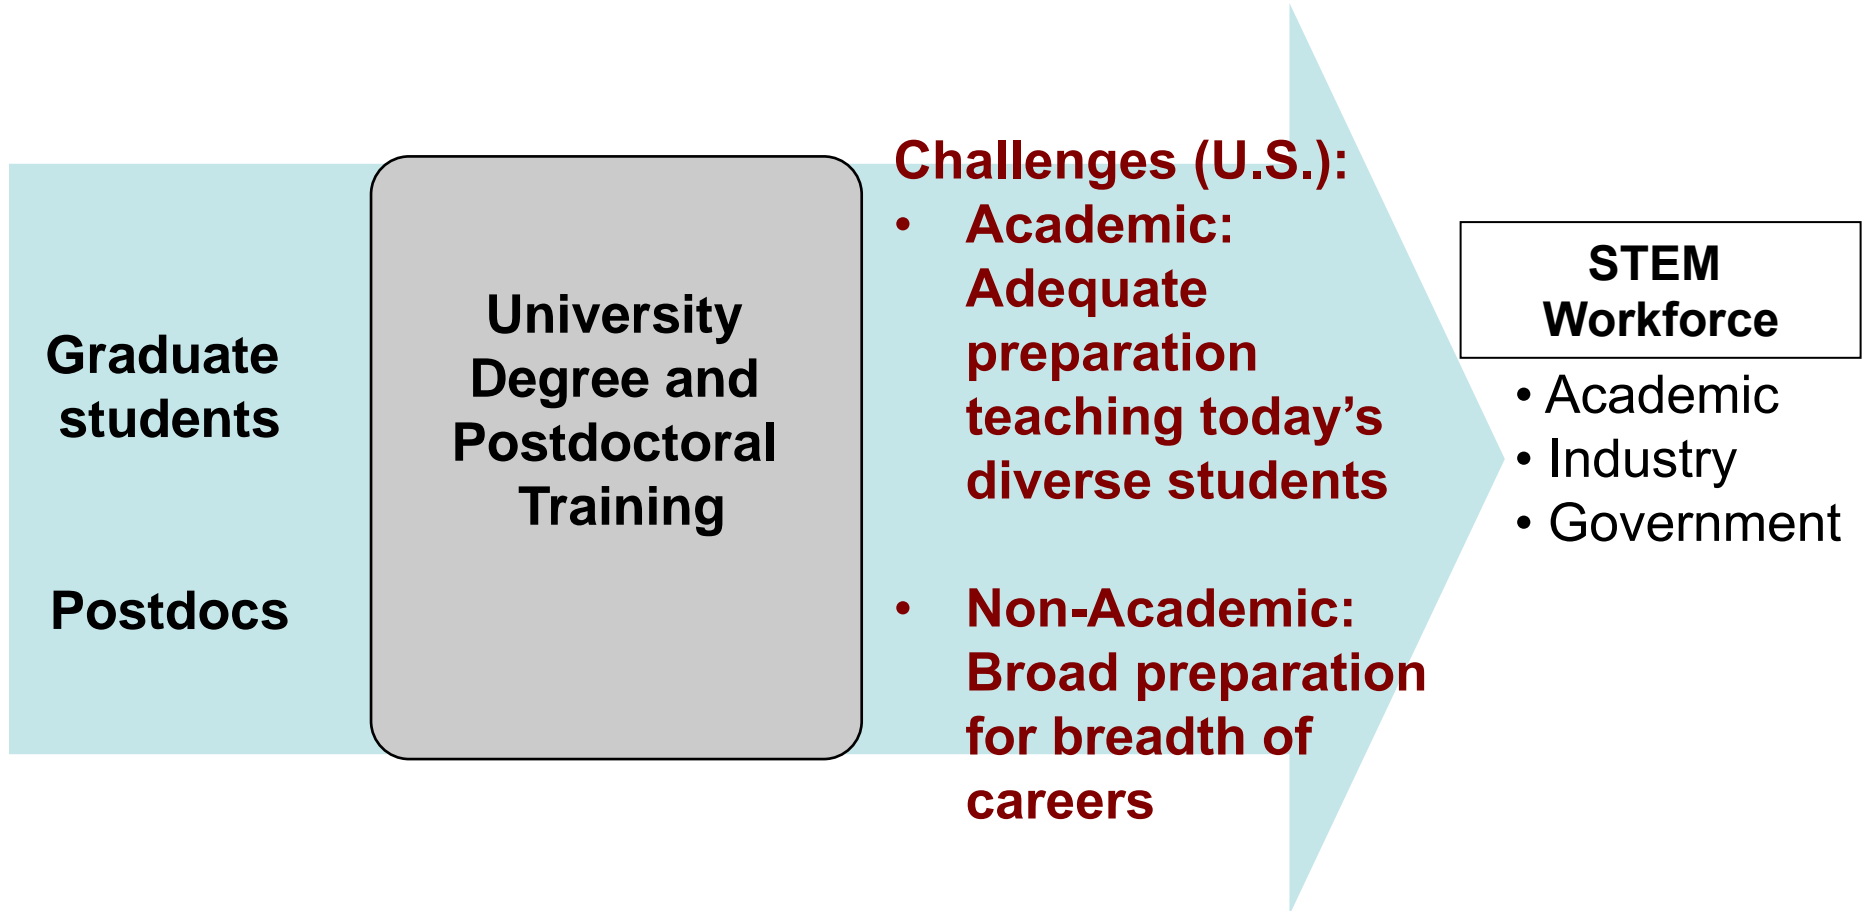 Graduate
students
Postdocs
University
Degree and
Postdoctoral
Training
Challenges (U.S.):
• Academic:
Adequate
preparation
teaching today’s
diverse students
• Non-Academic:
Broad preparation
for breadth of
careers
STEM
Workforce
• Academic
• Industry
• Government